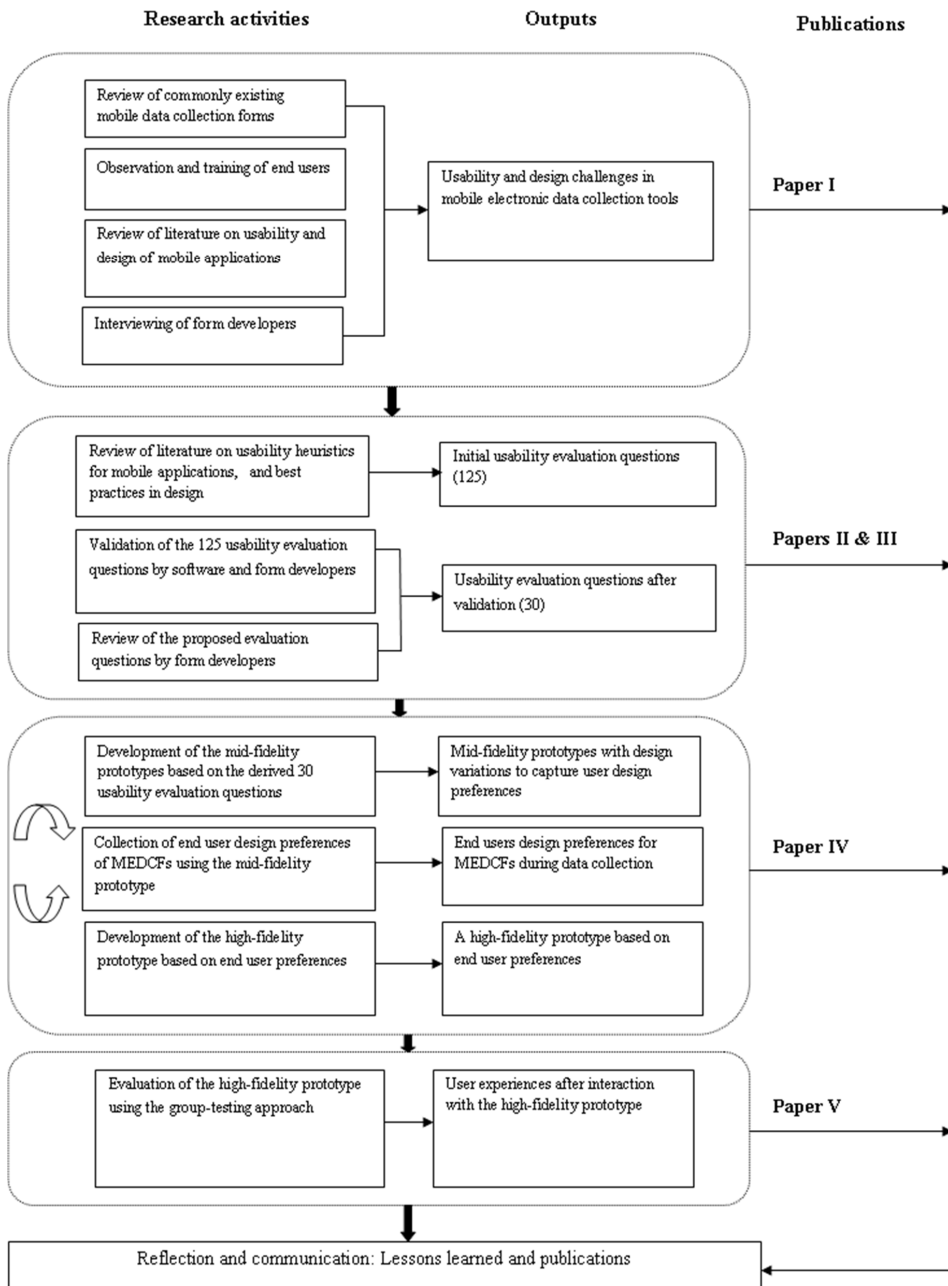 Research activities
Outputs
Publications
Review of commonly existing
mobile data collection forms
Observation and training of end users
Review of literature on usability and
design of mobile applications
Interviewing of form developers
Usability and design challenges in
mobile electronic data collection tools
Paper I
Review of literature on usability heuristics
for mobile applications, and best
practices in design
Initial usability evaluation questions
(125)
Validation of the 125 usability evaluation
questions by software and form developers
Review of the proposed evaluation
questions by form developers
Usability evaluation questions after
validation (30)
Papers II & III
Development of the mid-fidelity
prototypes based on the derived 30
usability evaluation questions
Mid-fidelity prototypes with design
variations to capture user design
preferences
Collection of end user design preferences
of MEDCFs using the mid-fidelity
prototype
End users design preferences for
MEDCFs during data collection
Development of the high-fidelity
prototype based on end user preferences
A high-fidelity prototype based on
end user preferences
Paper IV
Evaluation of the high-fidelity prototype
using the group-testing approach
User experiences after interaction
with the high-fidelity prototype
Paper V
Reflection and communication: Lessons learned and publications